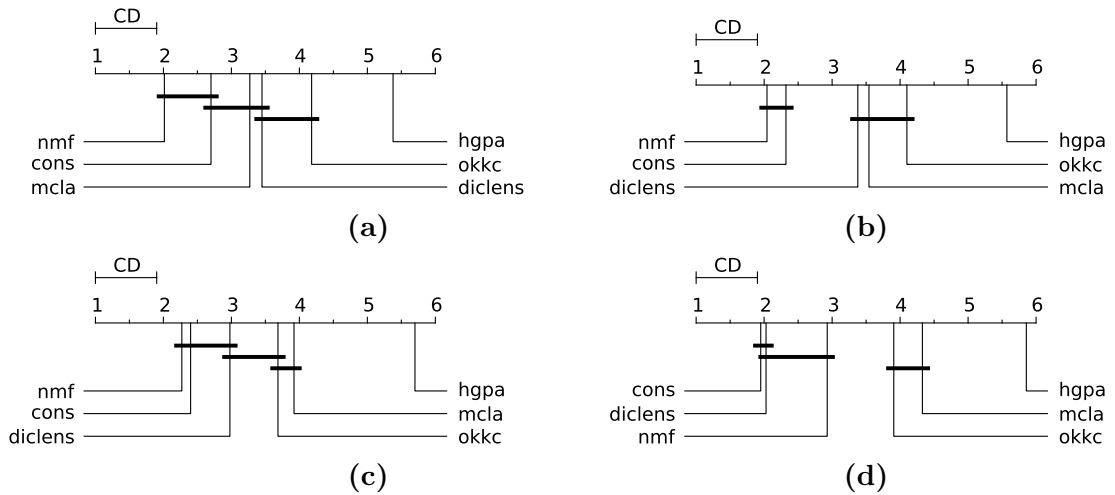 CD
1 2 3 4 5 6
nmf hgpa
cons okkc
mcla diclens
(a)
CD
1 2 3 4 5 6
nmf hgpa
cons okkc
diclens mcla
(b)
CD
1 2 3 4 5 6
nmf hgpa
cons mcla
diclens okkc
(c)
CD
1 2 3 4 5 6
cons hgpa
diclens mcla
nmf okkc
(d)